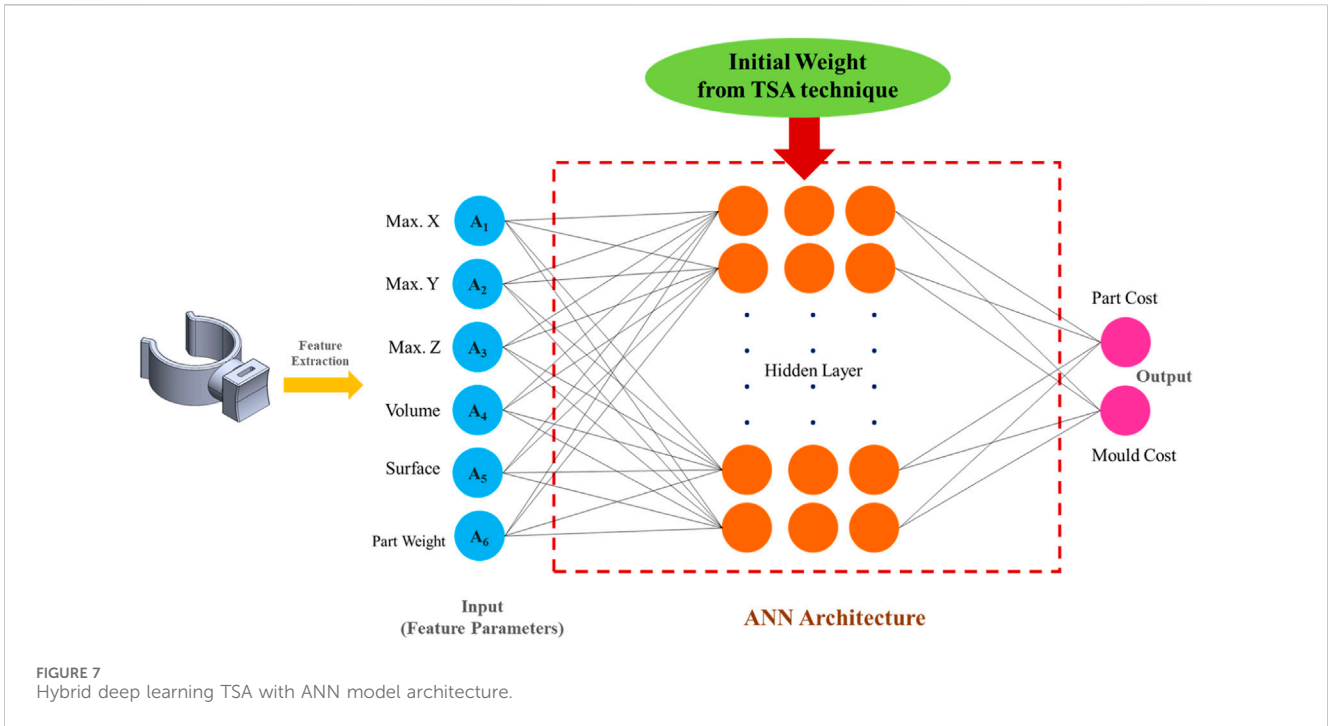 Initial Weight
from TSA technique
Max. X
A₁
Max. Y
A₂
Max. Z
A₃
Volume
A₄
Surface
A₅
Part Weight
A₆
Feature
Extraction
Hidden Layer
Part Cost
Output
Mould Cost
Input
(Feature Parameters)
ANN Architecture
FIGURE 7
Hybrid deep learning TSA with ANN model architecture.